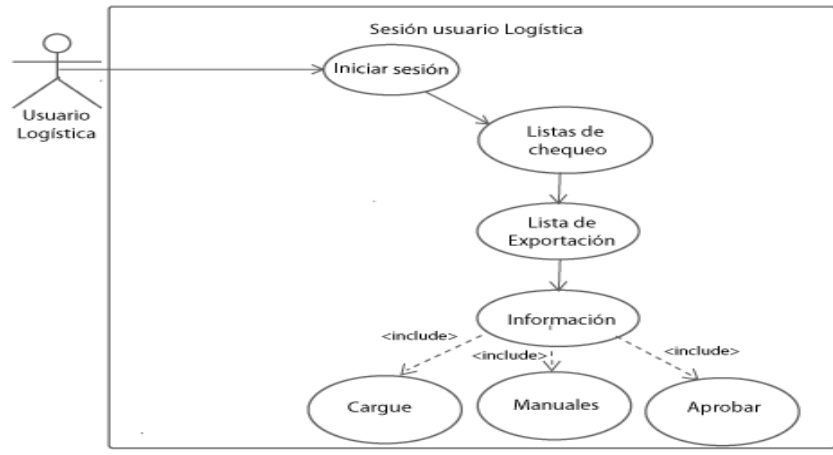 Sesión usuario Logística
Iniciar sesión
Usuario
Logística
Listas de
chequeo
Lista de
Exportación
Información
<include>
<include>
<include>
Cargue
Manuales
Aprobar